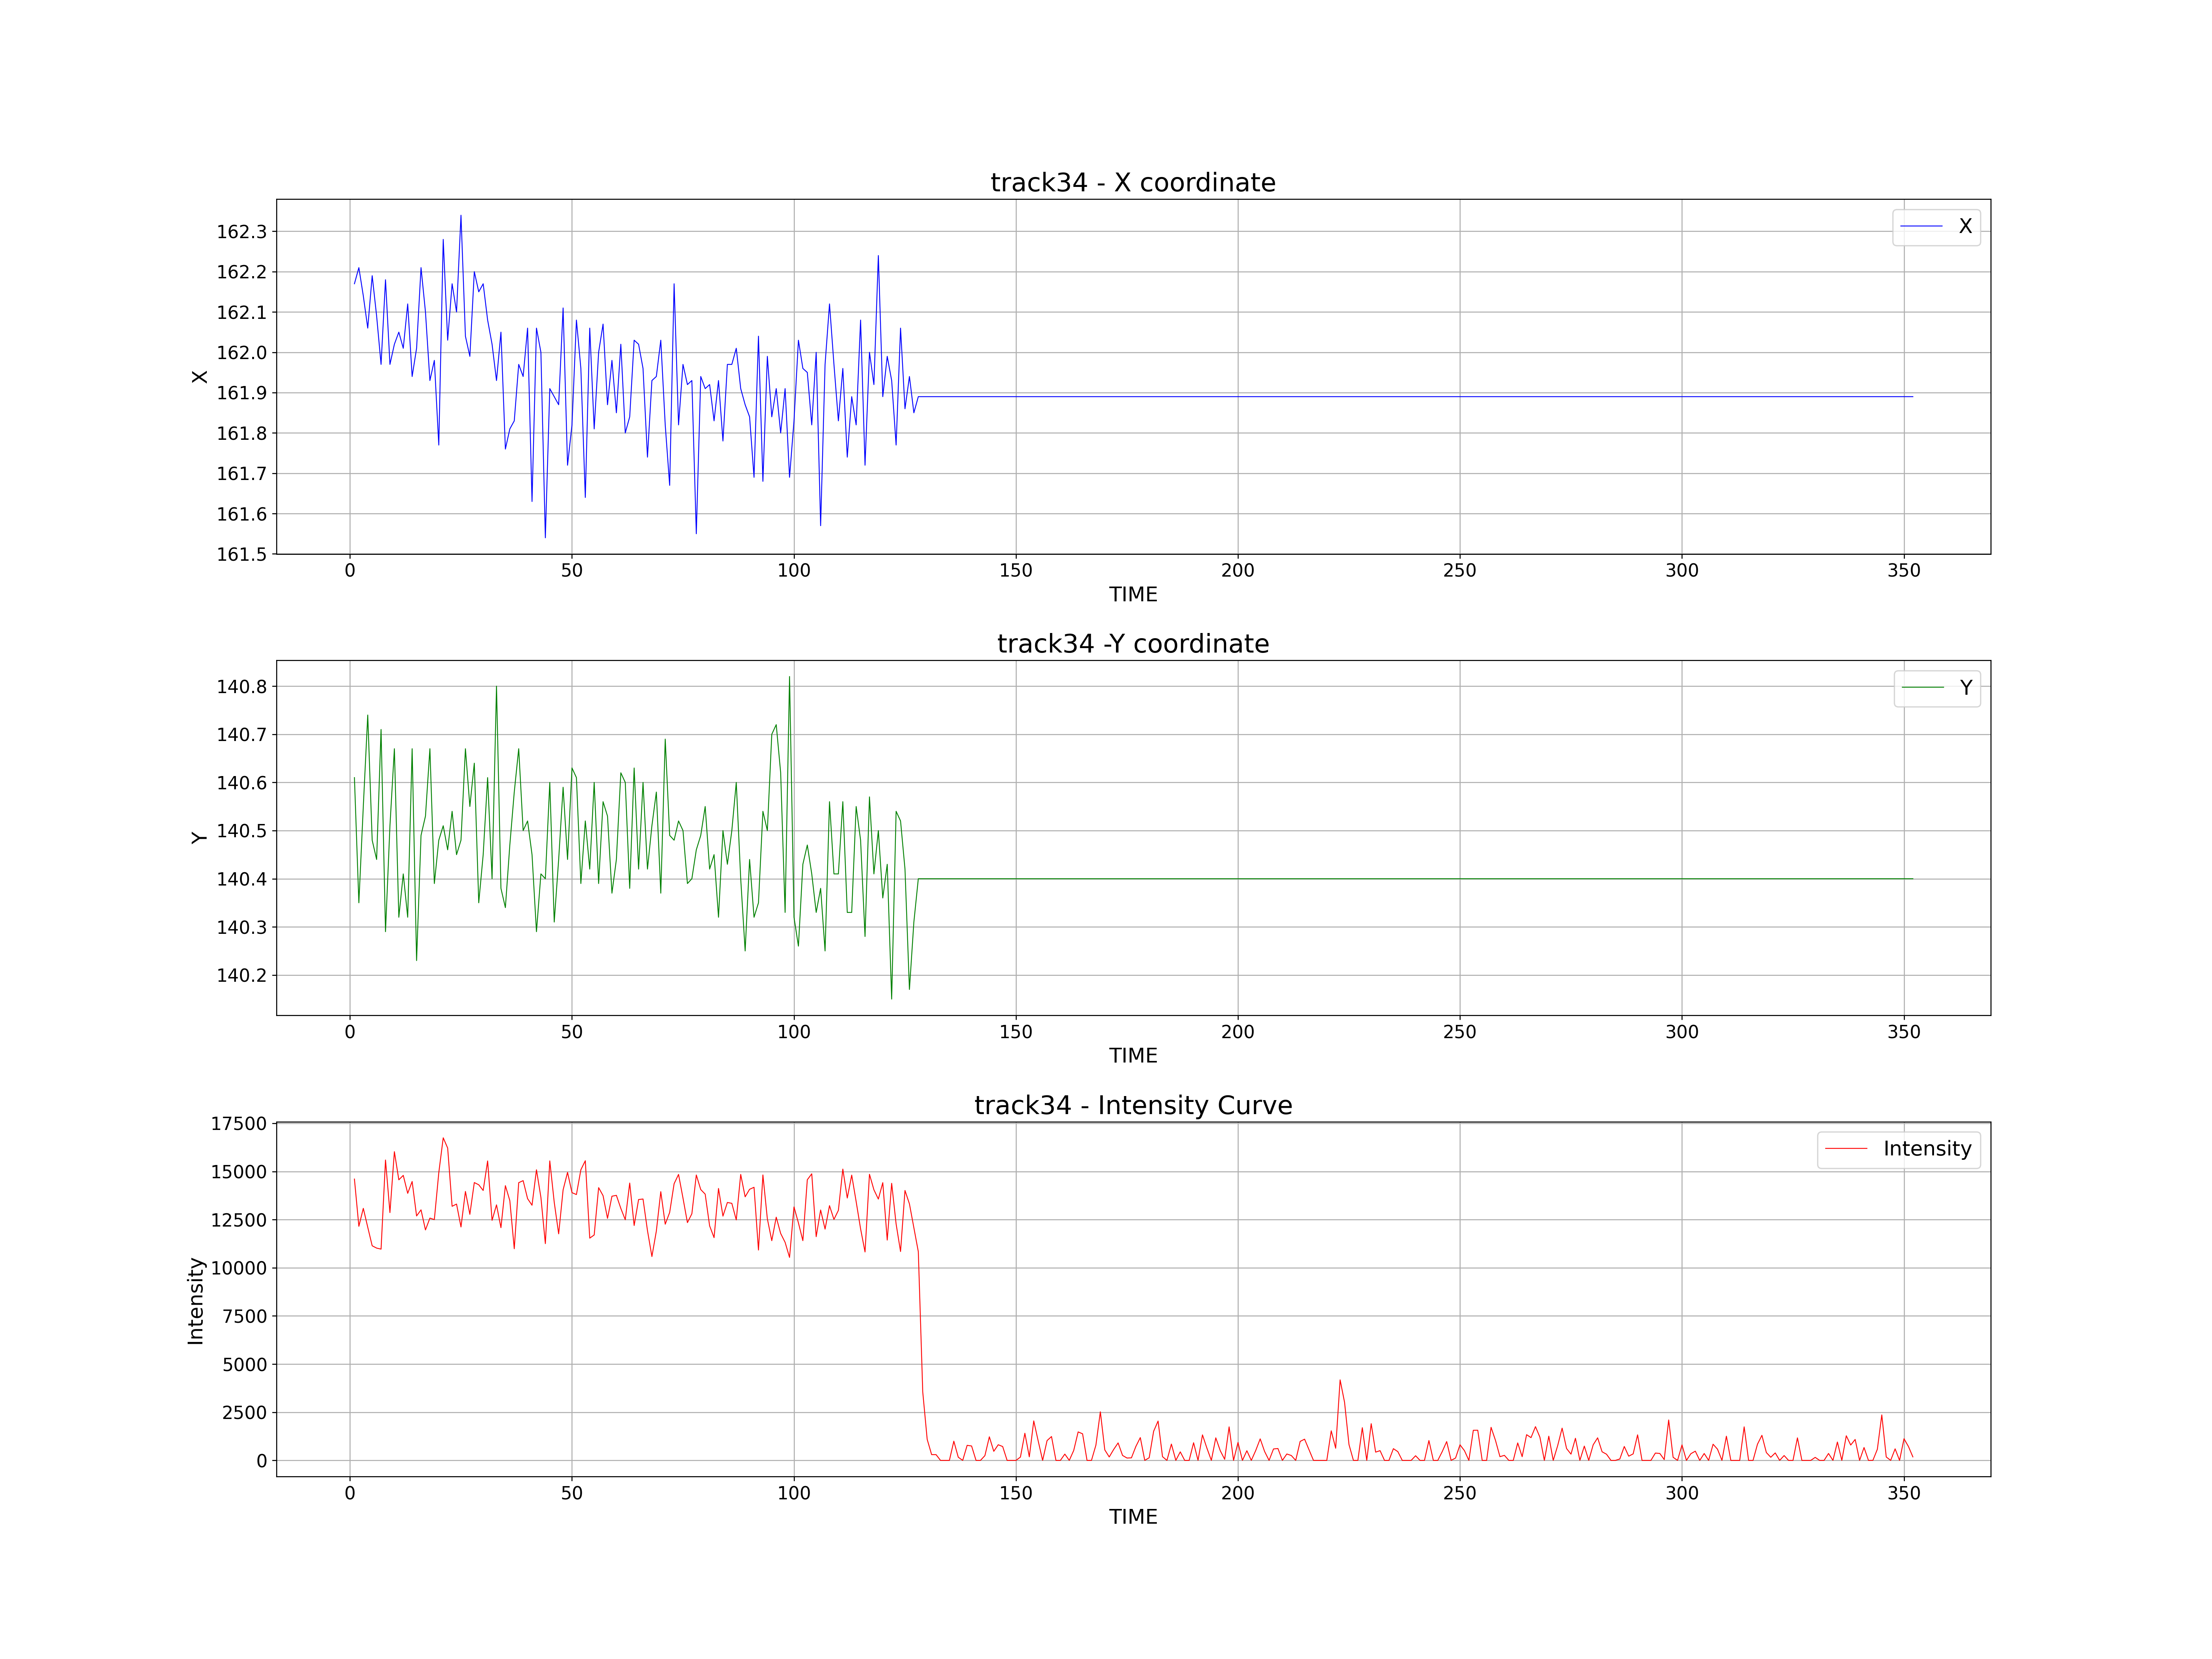 track34 - X coordinate
X
162.3
162.2
162.1
162.0
161.9
161.8
161.7
161.6
161.5
X
0 50 100 150 200 250 300 350
TIME
track34 -Y coordinate
Y
140.8
140.7
140.6
140.5
140.4
140.3
140.2
Y
0 50 100 150 200 250 300 350
TIME
track34 - Intensity Curve
Intensity
17500
15000
12500
10000
7500
5000
2500
0
Intensity
0 50 100 150 200 250 300 350
TIME